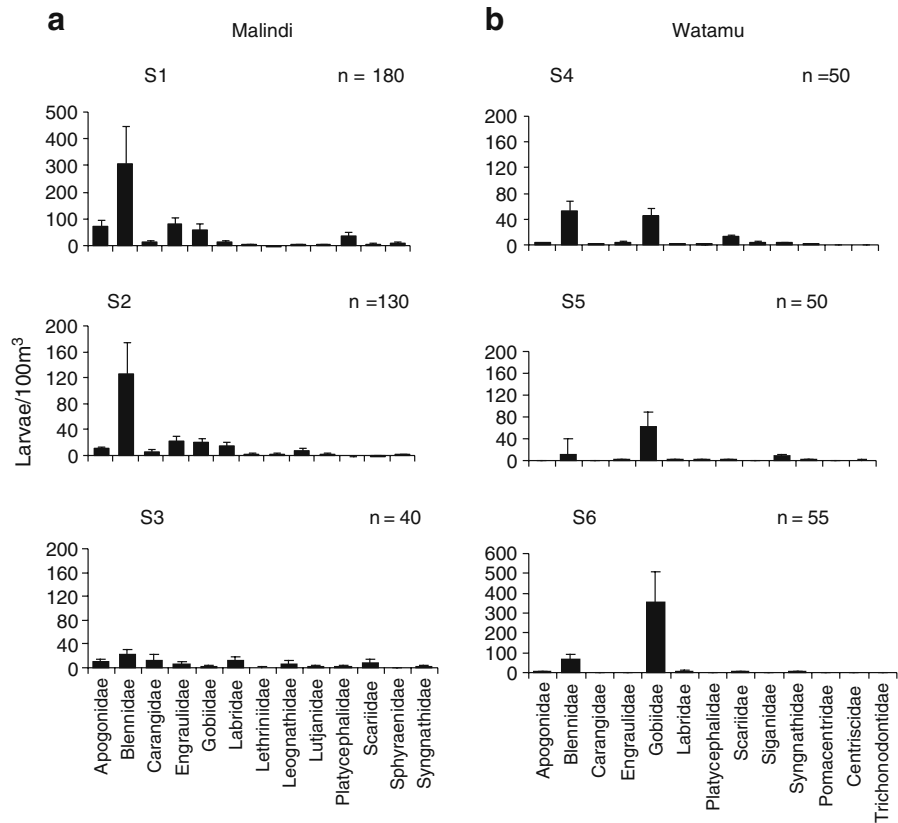 a
Malindi
b
Watamu
S1
n = 180
500
400
300
200
100
0
S4
n =50
200
160
120
80
40
0
S2
n =130
200
160
120
80
40
0
S5
n = 50
200
160
120
80
40
0
Larvae/100m³
S3
n = 40
200
160
120
80
40
0
S6
n = 55
600
500
400
300
200
100
0
Apogonidae
Blennidae
Carangidae
Engraulidae
Gobiidae
Labridae
Lethriniidae
Leognathidae
Lutjanidae
Platycephalidae
Scariidae
Sphyraenidae
Syngnathidae
Apogonidae
Blennidae
Carangidae
Engraulidae
Gobiidae
Labridae
Platycephalidae
Scariidae
Siganidae
Syngnathidae
Pomacentridae
Centriscidae
Trichonodontidae